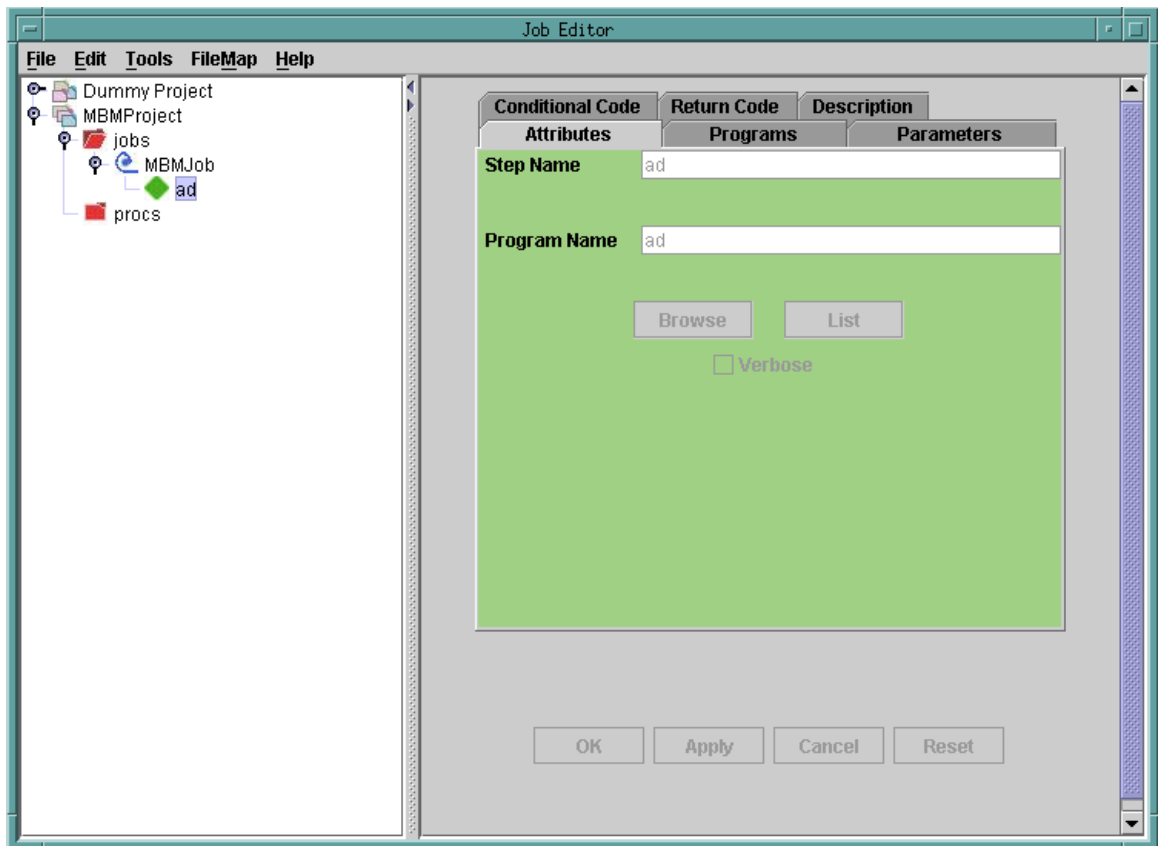 Job Editor
File Edit Tools FileMap Help
Dummy Project
MBMProject
jobs
MBMJob
ad
procs
Conditional Code Return Code Description
Attributes Programs Parameters
Step Name ad
Program Name ad
Browse List
Verbose
OK Apply Cancel Reset